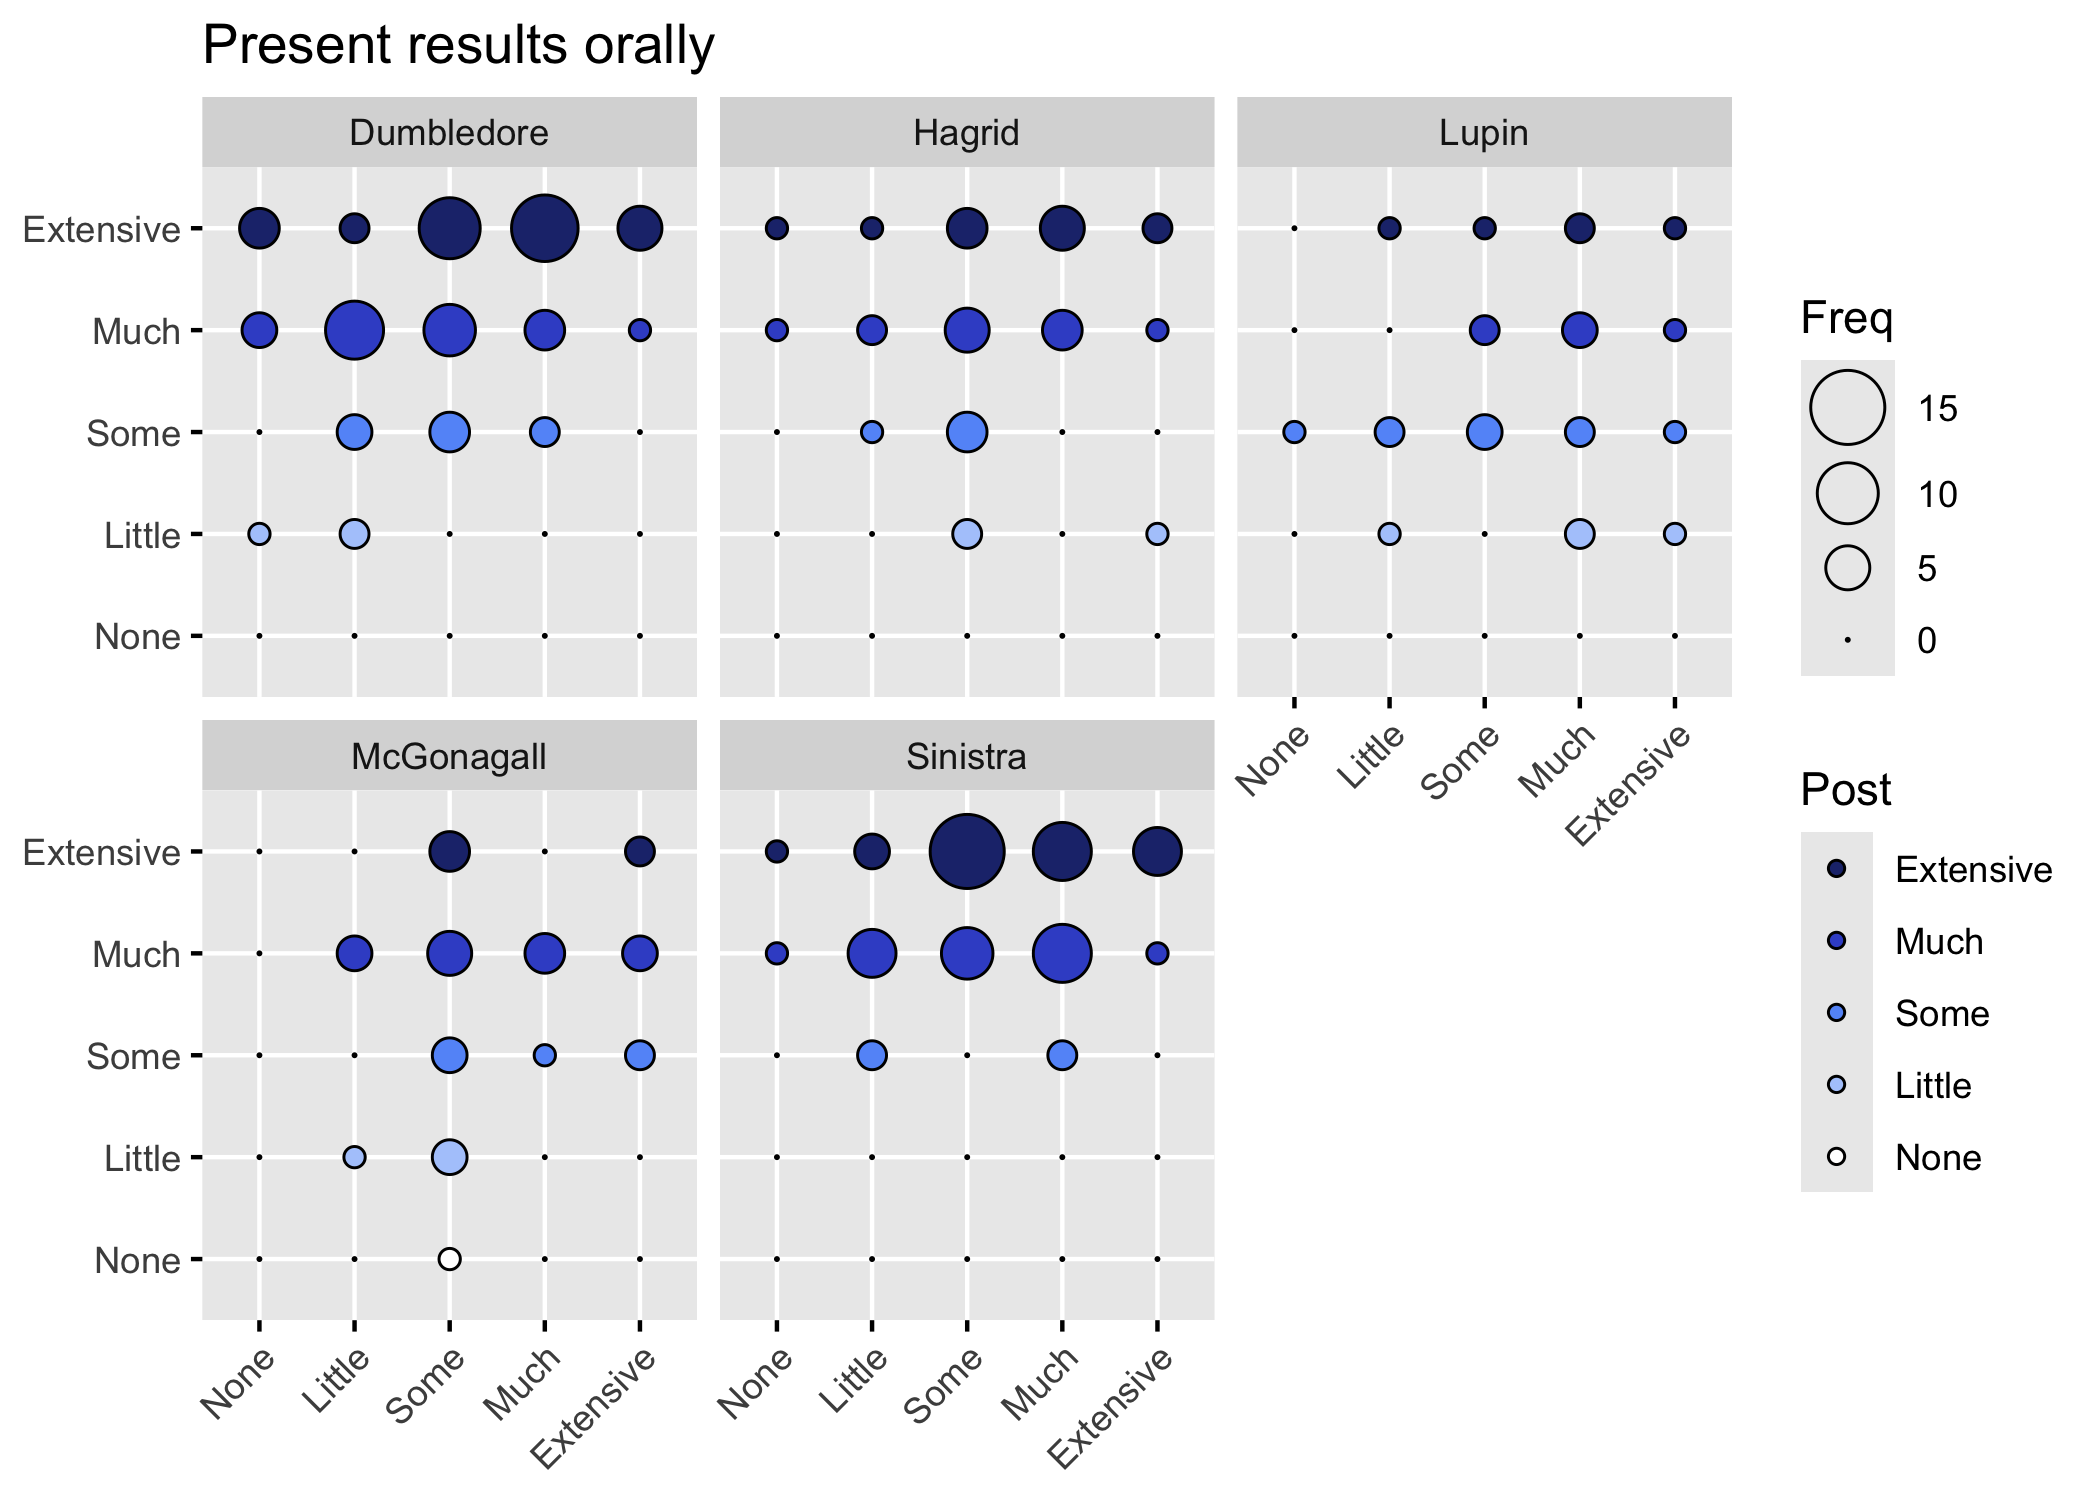 Present results orally
Dumbledore
Hagrid
Lupin
Extensive
Much
Some
Little
None
None
Little
Some
Much
Extensive
McGonagall
Sinistra
Extensive
Much
Some
Little
None
None
Little
Some
Much
Extensive
None
Little
Some
Much
Extensive
Freq
15
10
5
0
Post
Extensive
Much
Some
Little
None